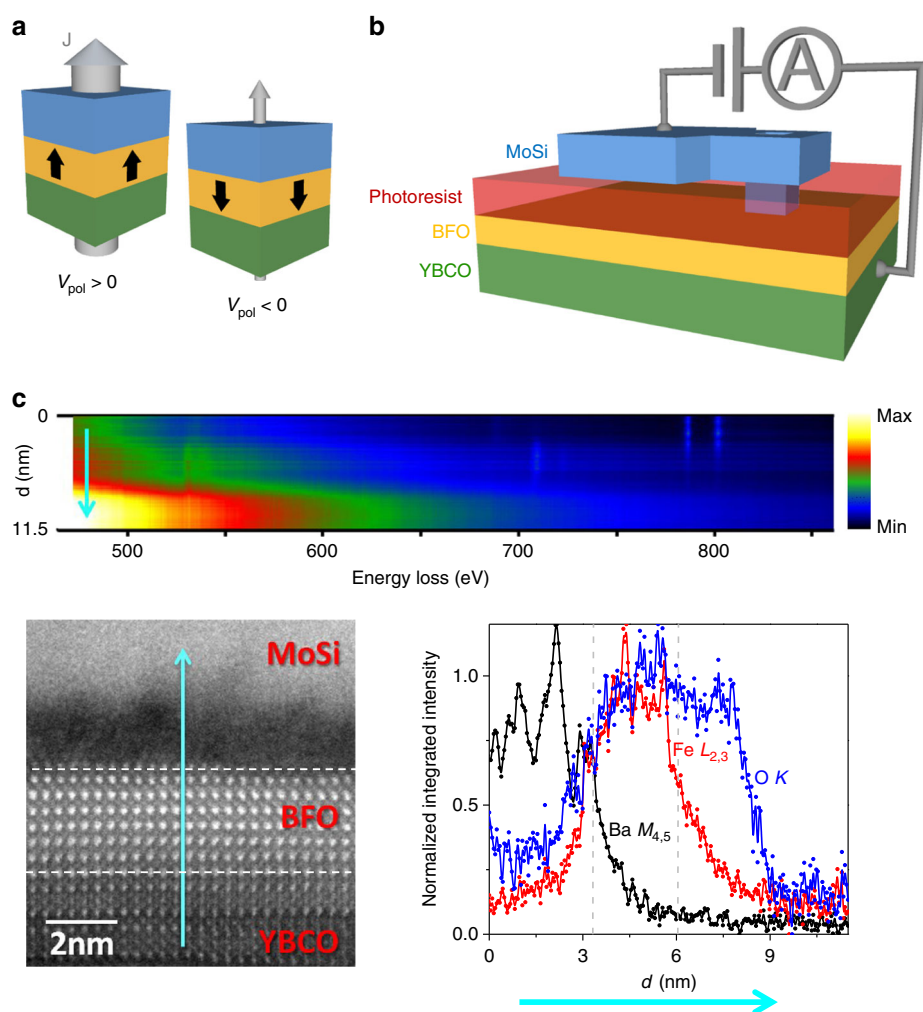 a
J
V_pol > 0
V_pol < 0
b
A
MoSi
Photoresist
BFO
YBCO
c
0
d (nm)
11.5
500
600
700
800
Energy loss (eV)
Max
Min
MoSi
BFO
2nm
YBCO
Normalized integrated intensity
1.0
0.5
0.0
Fe L2,3
O K
Ba M4,5
0
3
6
9
d (nm)